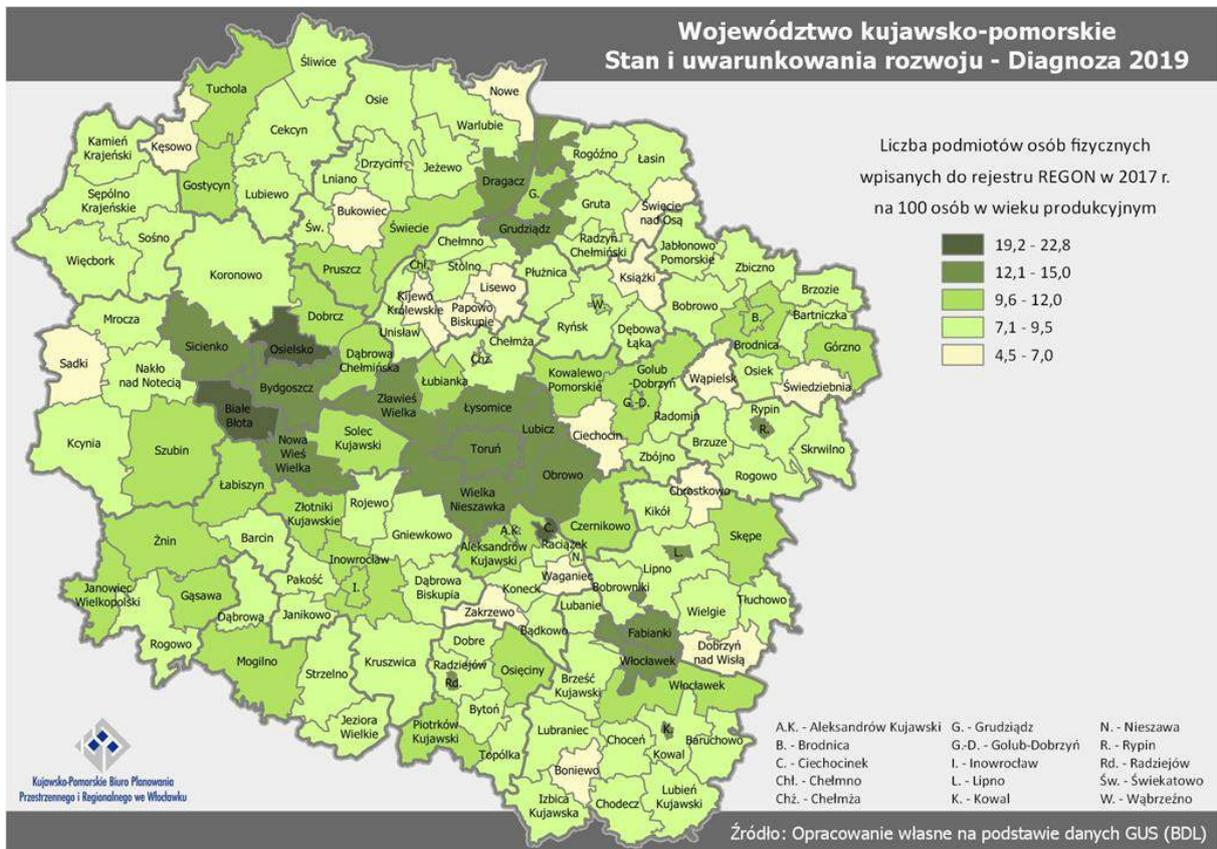 Województwo kujawsko-pomorskie
Stan i uwarunkowania rozwoju - Diagnoza 2019
Liczba podmiotów osób fizycznych
wpisanych do rejestru REGON w 2017 r.
na 100 osób w wieku produkcyjnym
19,2 - 22,8
12,1 - 15,0
9,6 - 12,0
7,1 - 9,5
4,5 - 7,0
Śliwice
Tuchola
Nowe
Osie
Warlubie
Cekcyn
Kamień
Krajeński
Kęsowo
Rogóźno
Łasin
Drzycim
Jeżewo
Lniano
Dragacz
G.
Gostycyn
Lubiewo
Sępólno
Krajeńskie
Bukowiec
Gruta
Świecie
nad Osą
Św.
Świecie
Grudziądz
Sośno
Chełmno
Radzyń
Chełmiński
Jabłonowo
Pomorskie
Więcbork
Koronowo
Pruszcz
Chł.
Stolno
Płużnica
Książki
Zbiczno
Lisewo
Kijewo
Królewskie
Papowo
Biskupie
W.
Bobrowo
Brzozie
Bartniczka
Mrocza
Dobrcz
Unisław
Ryńsk
Dębowa
Łąka
B.
Brodnica
Górzno
Sicienko
Osielsko
Chełmża
Chż.
Sadki
Nakło
nad Notecią
Dąbrowa
Chełmińska
Łubianka
Kowalewo
Pomorskie
Golub
-Dobrzyń
Wąpielsk
Osiek
Świedziebnia
Bydgoszcz
Zławieś
Wielka
G.-D.
Białe
Błota
Łysomice
Lubicz
Radomin
Rypin
R.
Ciechocin
Kcynia
Szubin
Nowa
Wieś
Wielka
Solec
Kujawski
Toruń
Zbójno
Brzuze
Skrwilno
Obrowo
Rogowo
Łabiszyn
Wielka
Nieszawka
Chrostkowo
Złotniki
Kujawskie
Rojewo
Kikół
Gniewkowo
A.K.
C.
Czernikowo
Skępe
Żnin
Barcin
Aleksandrów
Kujawski
Raciążek
N.
L.
Inowrocław
Lipno
Pakość
I.
Dąbrowa
Biskupia
Koneck
Waganiec
Bobrowniki
Janowiec
Wielkopolski
Gąsawa
Dąbrowa
Janikowo
Zakrzewo
Lubanie
Wielgie
Tłuchowo
Rogowo
Bądkowo
Fabianki
Dobrzyń
nad Wisłą
Mogilno
Dobre
Strzelno
Kruszwica
Radziejów
Rd.
Osięciny
Włocławek
Brześć
Kujawski
Włocławek
Jeziora
Wielkie
Bytoń
Piotrków
Kujawski
Lubraniec
Choceń
K.
Kowal
Baruchowo
Topólka
Boniewo
Izbica
Kujawska
Chodecz
Lubień
Kujawski
A.K. - Aleksandrów Kujawski
B. - Brodnica
C. - Ciechocinek
Chł. - Chełmno
Chż. - Chełmża
G. - Grudziądz
G.-D. - Golub-Dobrzyń
I. - Inowrocław
L. - Lipno
K. - Kowal
N. - Nieszawa
R. - Rypin
Rd. - Radziejów
Św. - Świekatowo
W. - Wąbrzeźno
Kujawsko-Pomorskie Biuro Planowania
Przestrzennego i Regionalnego we Włocławku
Źródło: Opracowanie własne na podstawie danych GUS (BDL)